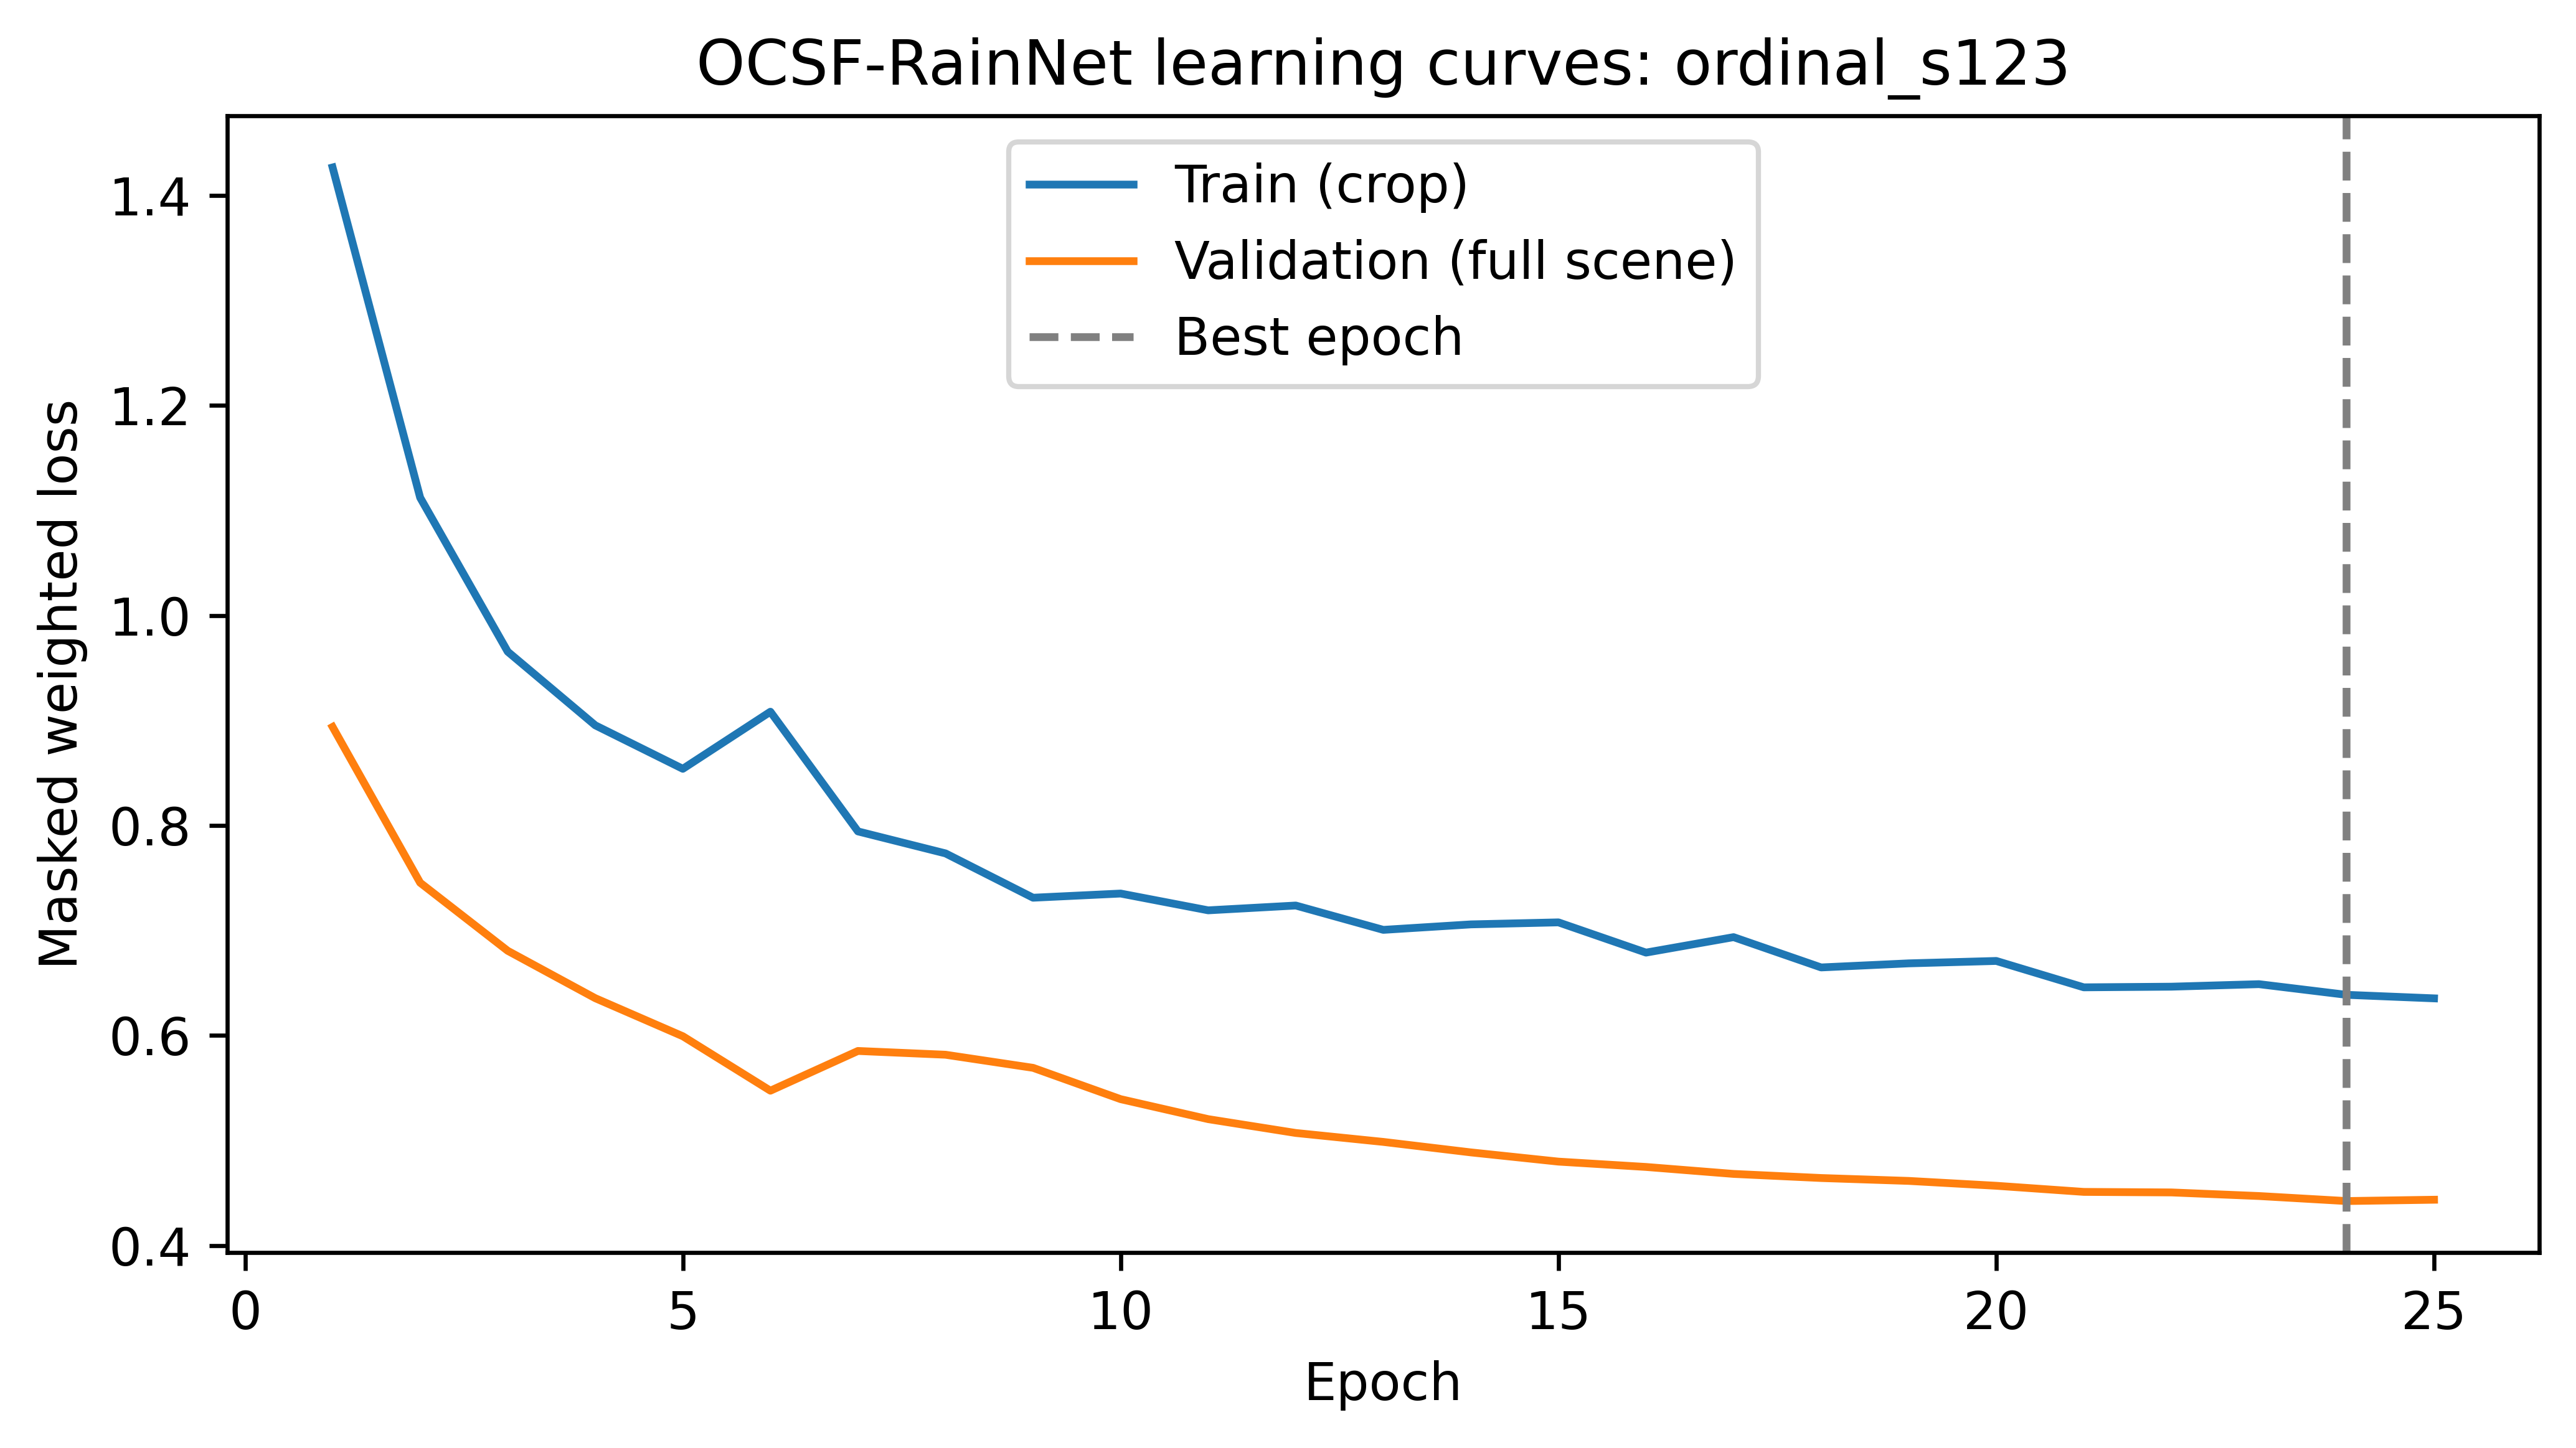 OCSF-RainNet learning curves: ordinal_s123
Train (crop)
Validation (full scene)
Best epoch
Masked weighted loss
1.4
1.2
1.0
0.8
0.6
0.4
0 5 10 15 20 25
Epoch